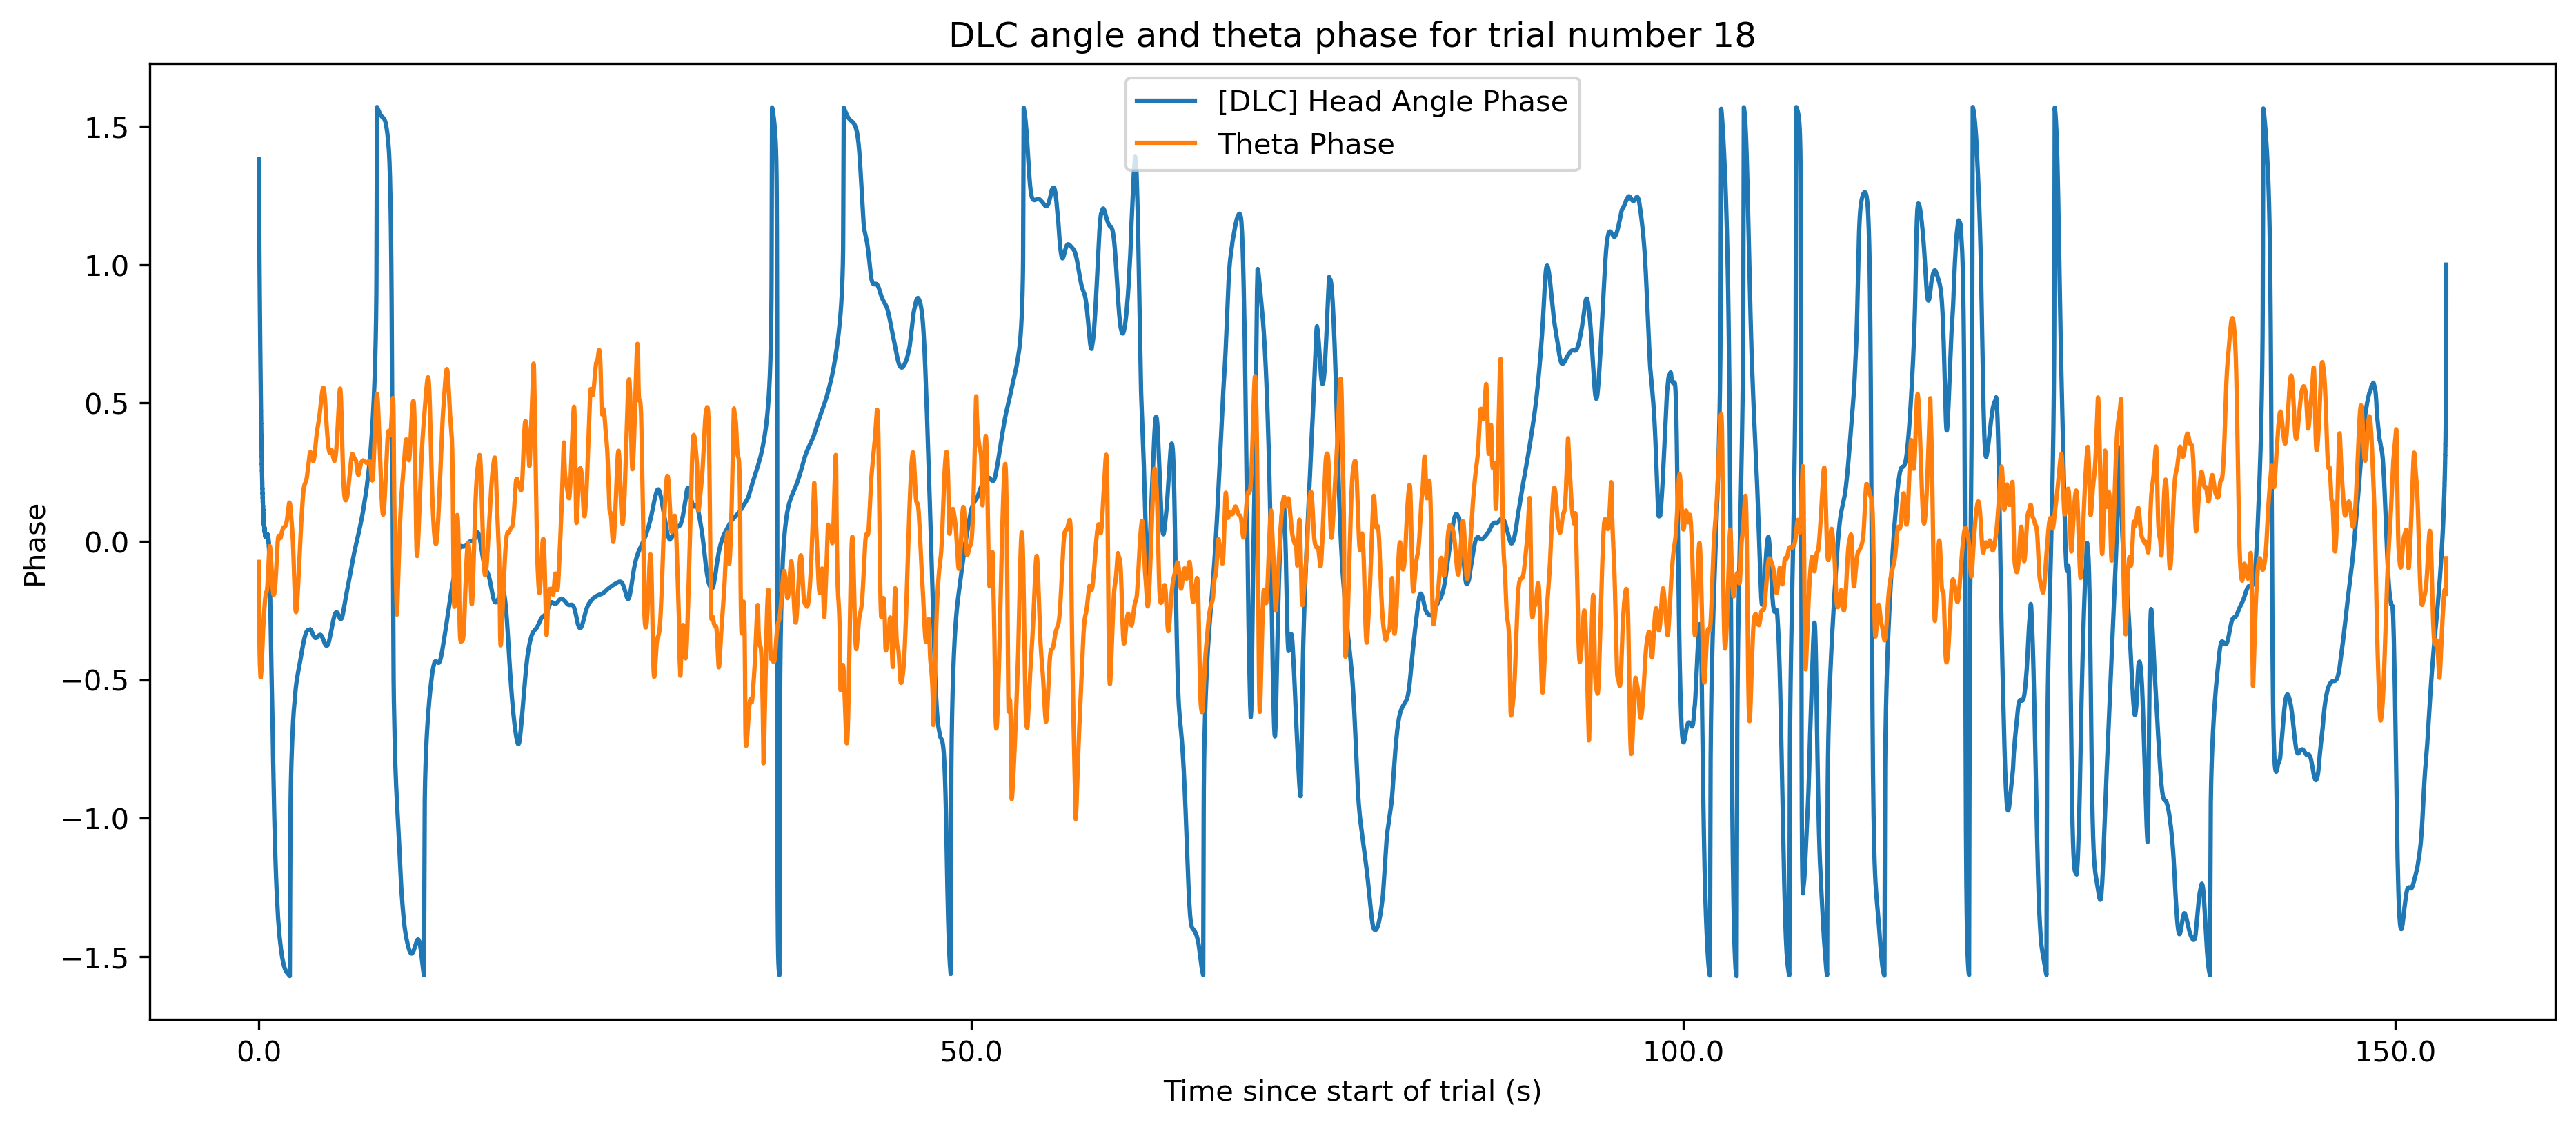 DLC angle and theta phase for trial number 18
[DLC] Head Angle Phase
Theta Phase
1.5
1.0
0.5
0.0
−0.5
−1.0
−1.5
Phase
0.0 50.0 100.0 150.0
Time since start of trial (s)